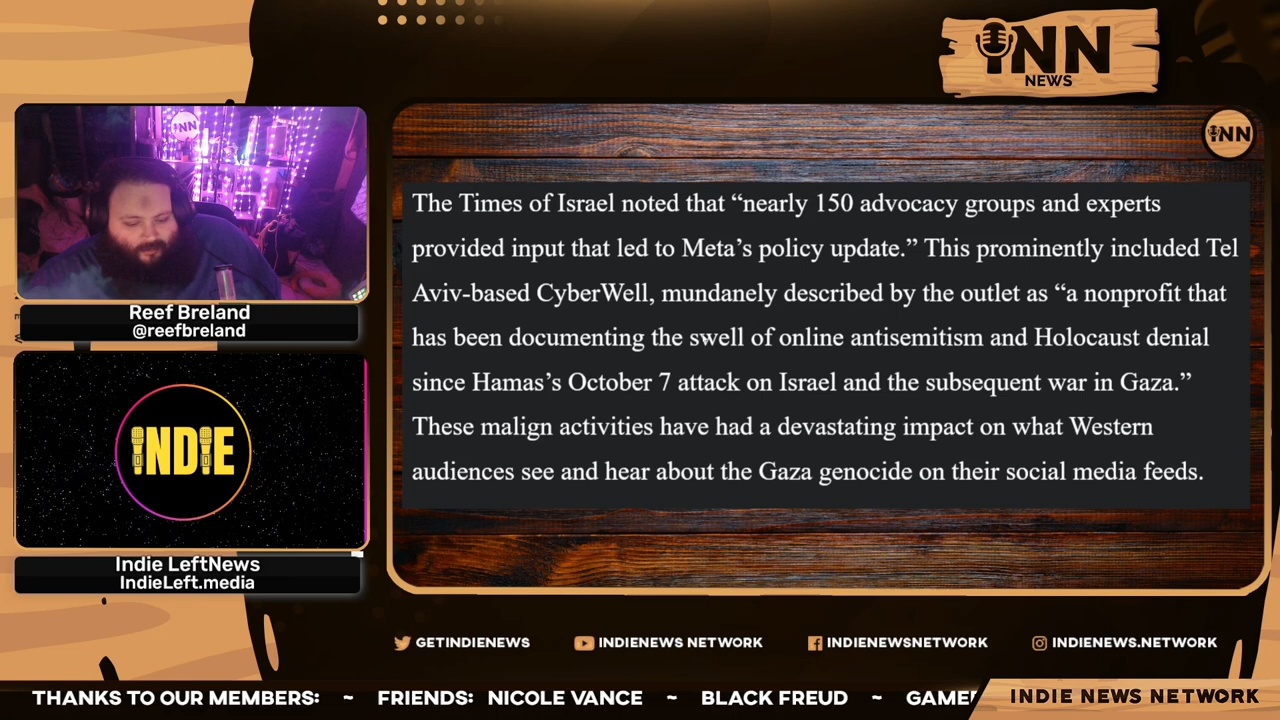 iNN
NEWS
iNN
iNN
The Times of Israel noted that “nearly 150 advocacy groups and experts
provided input that led to Meta’s policy update.” This prominently included Tel
Aviv-based CyberWell, mundanely described by the outlet as “a nonprofit that
has been documenting the swell of online antisemitism and Holocaust denial
since Hamas’s October 7 attack on Israel and the subsequent war in Gaza.”
These malign activities have had a devastating impact on what Western
audiences see and hear about the Gaza genocide on their social media feeds.
Reef Breland
@reefbreland
iNDiE
Indie LeftNews
IndieLeft.media
GETINDIENEWS
INDIENEWS NETWORK
INDIENEWSNETWORK
INDIENEWS.NETWORK
THANKS TO OUR MEMBERS: ~ FRIENDS: NICOLE VANCE ~ BLACK FREUD ~
INDIE NEWS NETWORK